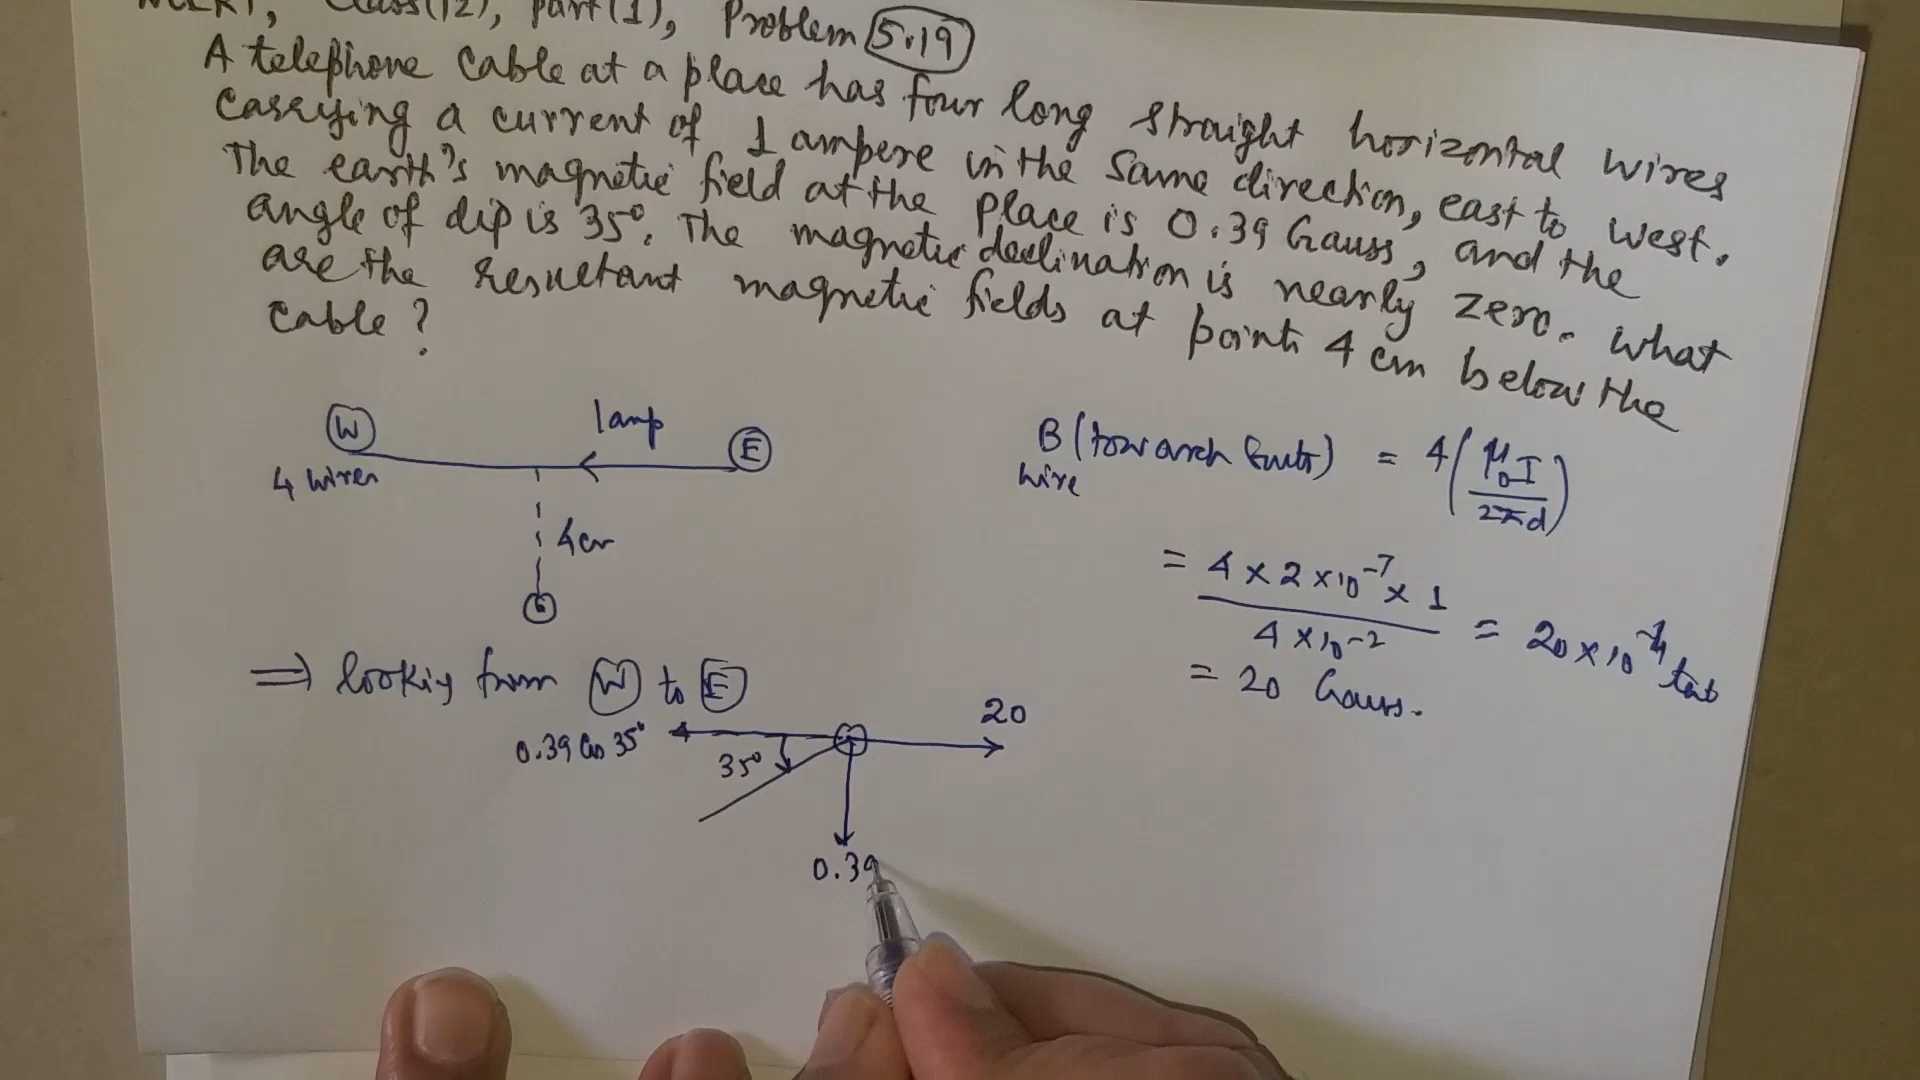 Class(12), part(1), Problem 5.19
A telephone cable at a place has four long straight horizontal wires
carrying a current of 1 ampere in the same direction, east to west.
The earth's magnetic field at the place is 0.39 Gauss, and the
angle of dip is 35°. The magnetic declination is nearly zero. What
are the resultant magnetic fields at point 4 cm below the
cable?
W 1amp E
4 wires
4cm
B (towards = 4(μ0I/2πd)
wire
= 4 × 2 × 10^-7 × 1 / 4 × 10^-2 = 20 × 10
= 20 Gauss.
⇒ looking from W to E
20
0.39 Cos 35°
35°
0.39